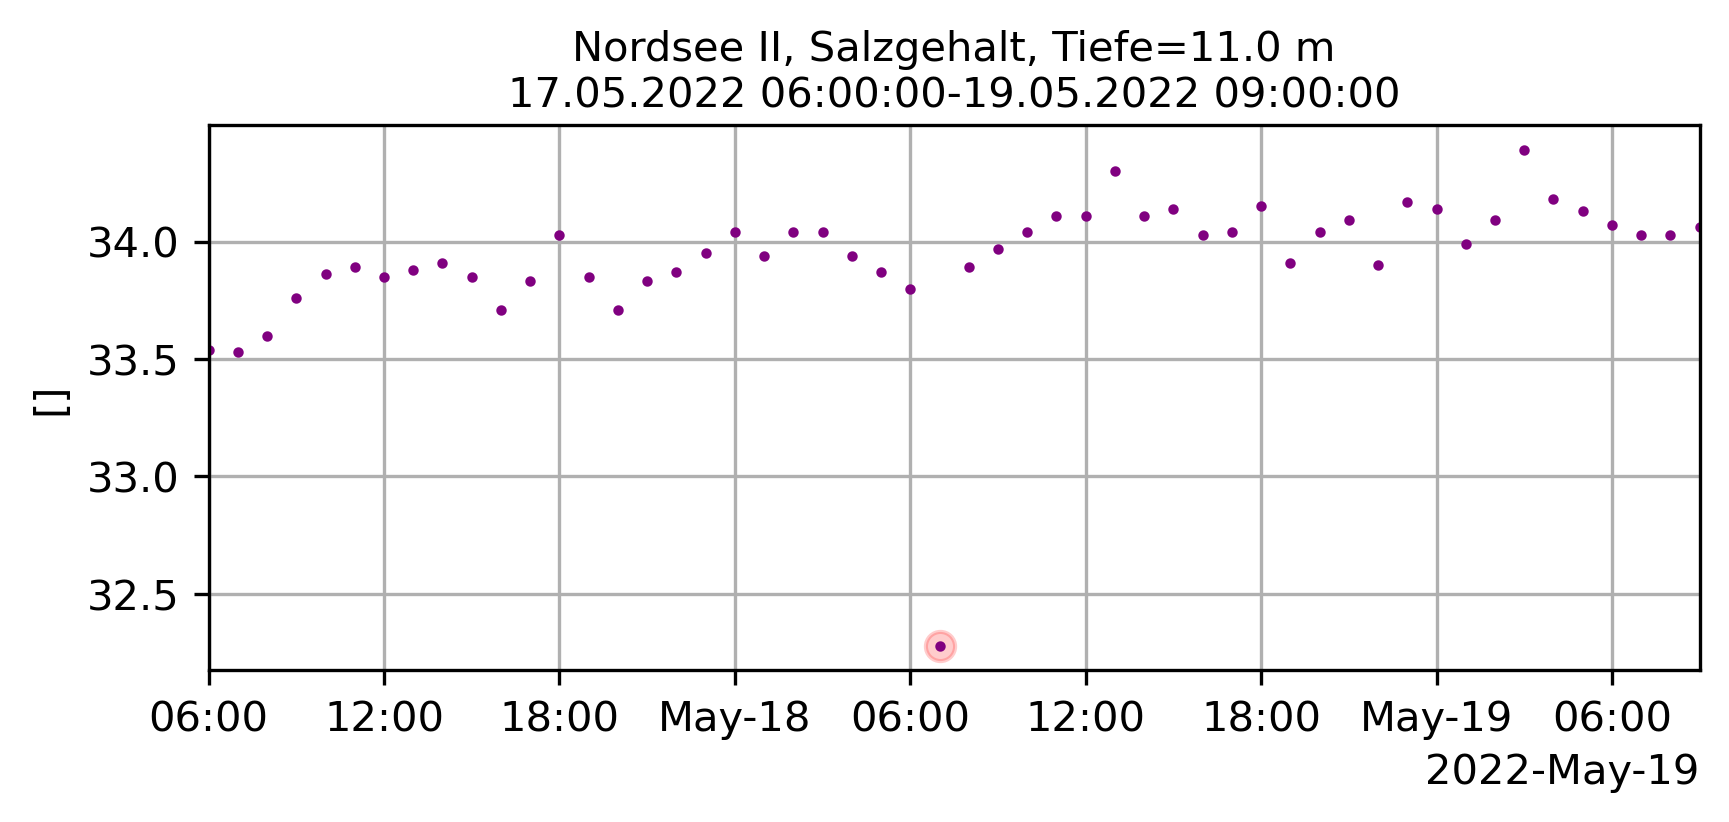 Nordsee II, Salzgehalt, Tiefe=11.0 m
17.05.2022 06:00:00-19.05.2022 09:00:00
34.0
33.5
33.0
32.5
[]
06:00 12:00 18:00 May-18 06:00 12:00 18:00 May-19 06:00
2022-May-19